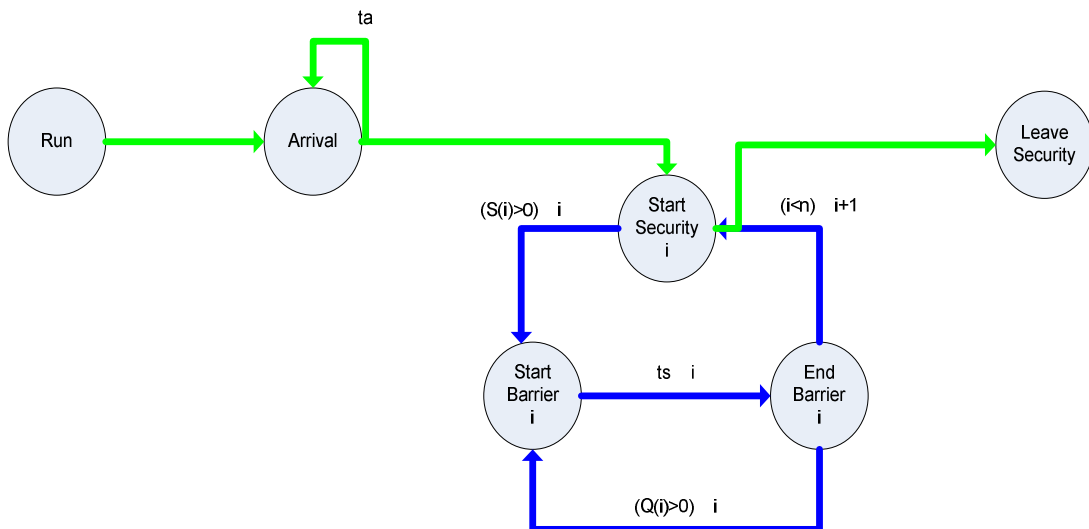 ta
Run
Arrival
Leave
Security
(S(i)>0) i
Start
Security
i
(i<n) i+1
Start
Barrier
i
ts i
End
Barrier
i
(Q(i)>0) i